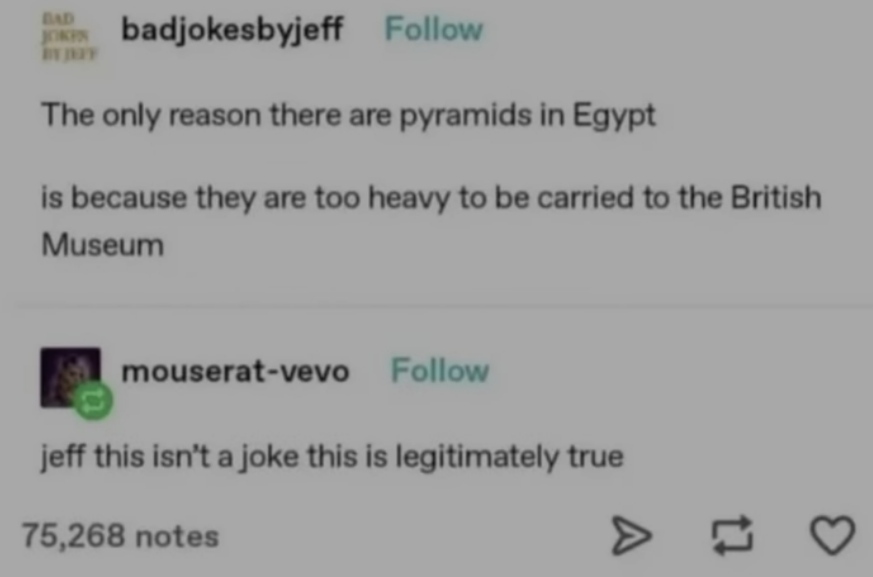 BAD
JOKES
BY JEFF
badjokesbyjeff Follow
The only reason there are pyramids in Egypt
is because they are too heavy to be carried to the British
Museum
mouserat-vevo Follow
jeff this isn't a joke this is legitimately true
75,268 notes